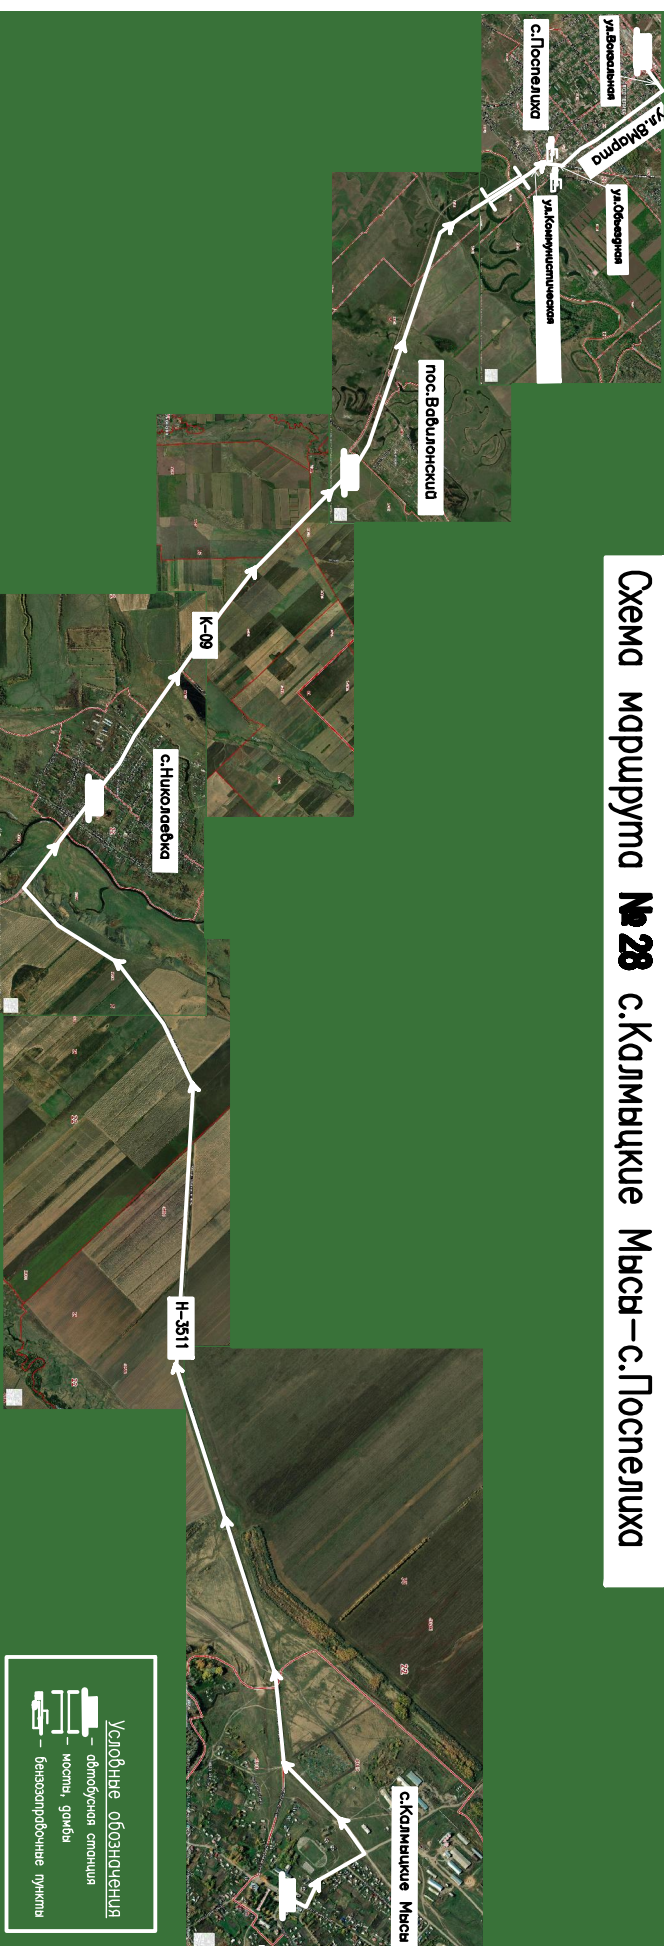 Схема маршрута № 28 с.Калмыцкие Мысы–с.Поспелиха
ул.Вокзальная
ул.8Марта
с.Поспелиха
ул.Объездная
ул.Коммунистическая
пос.Вавилонский
К-09
с.Николаевка
Н-3511
с.Калмыцкие Мысы
Условные обозначения
– автобусная станция
– мосты, дамбы
– бензозаправочные пункты